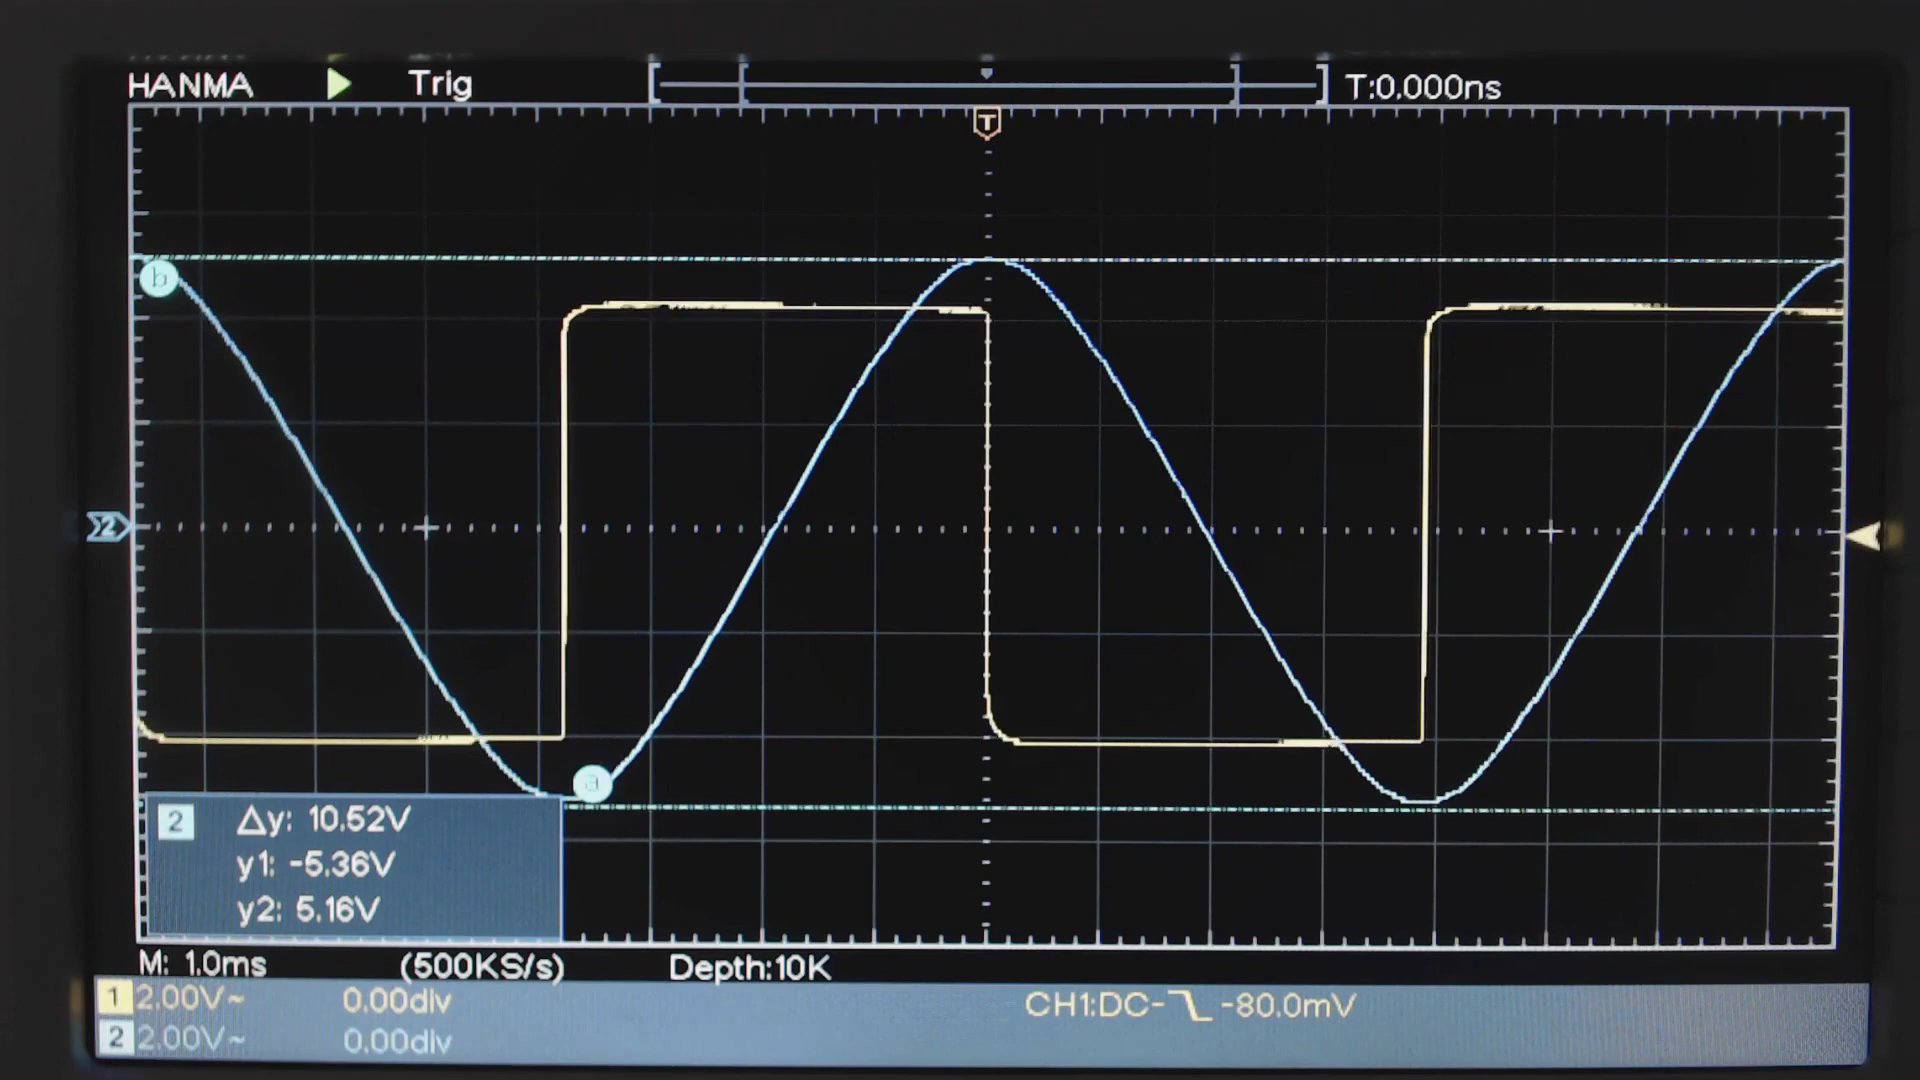 HANMA Trig T:0.000ns
T
b
2
a
2 Δy: 10.52V
y1: -5.36V
y2: 5.16V
M: 1.0ms (500KS/s) Depth:10K
1 2.00V~ 0.00div CH1:DC- -80.0mV
2 2.00V~ 0.00div